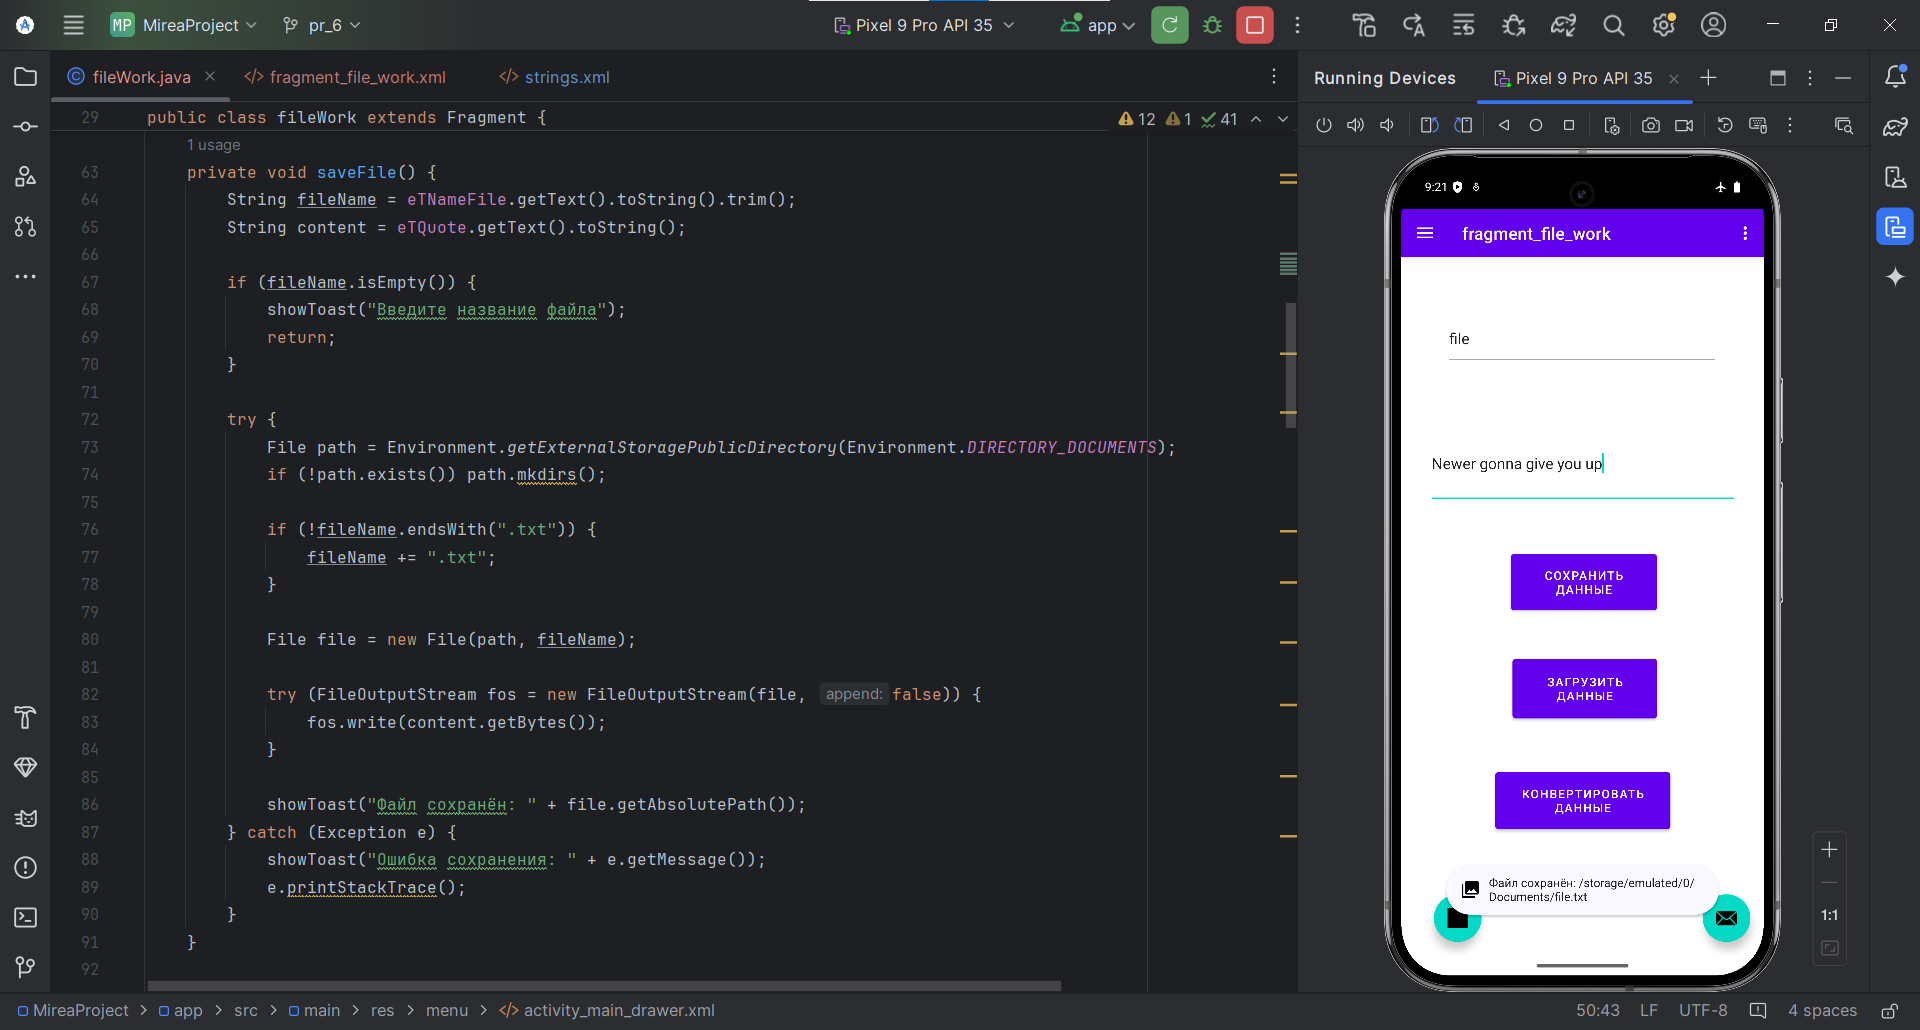 MP MireaProject pr_6 Pixel 9 Pro API 35 app
fileWork.java fragment_file_work.xml strings.xml
Running Devices Pixel 9 Pro API 35
29 public class fileWork extends Fragment {
12 1 41
1 usage
63 private void saveFile() {
64 String fileName = eTNameFile.getText().toString().trim();
65 String content = eTQuote.getText().toString();
66
67 if (fileName.isEmpty()) {
68 showToast("Введите название файла");
69 return;
70 }
71
72 try {
73 File path = Environment.getExternalStoragePublicDirectory(Environment.DIRECTORY_DOCUMENTS);
74 if (!path.exists()) path.mkdirs();
75
76 if (!fileName.endsWith(".txt")) {
77 fileName += ".txt";
78 }
79
80 File file = new File(path, fileName);
81
82 try (FileOutputStream fos = new FileOutputStream(file, append: false)) {
83 fos.write(content.getBytes());
84 }
85
86 showToast("Файл сохранён: " + file.getAbsolutePath());
87 } catch (Exception e) {
88 showToast("Ошибка сохранения: " + e.getMessage());
89 e.printStackTrace();
90 }
91 }
92
9:21
fragment_file_work
file
Newer gonna give you up
СОХРАНИТЬ
ДАННЫЕ
ЗАГРУЗИТЬ
ДАННЫЕ
КОНВЕРТИРОВАТЬ
ДАННЫЕ
Файл сохранён: /storage/emulated/0/
Documents/file.txt
1:1
MireaProject > app > src > main > res > menu > activity_main_drawer.xml
50:43 LF UTF-8 4 spaces